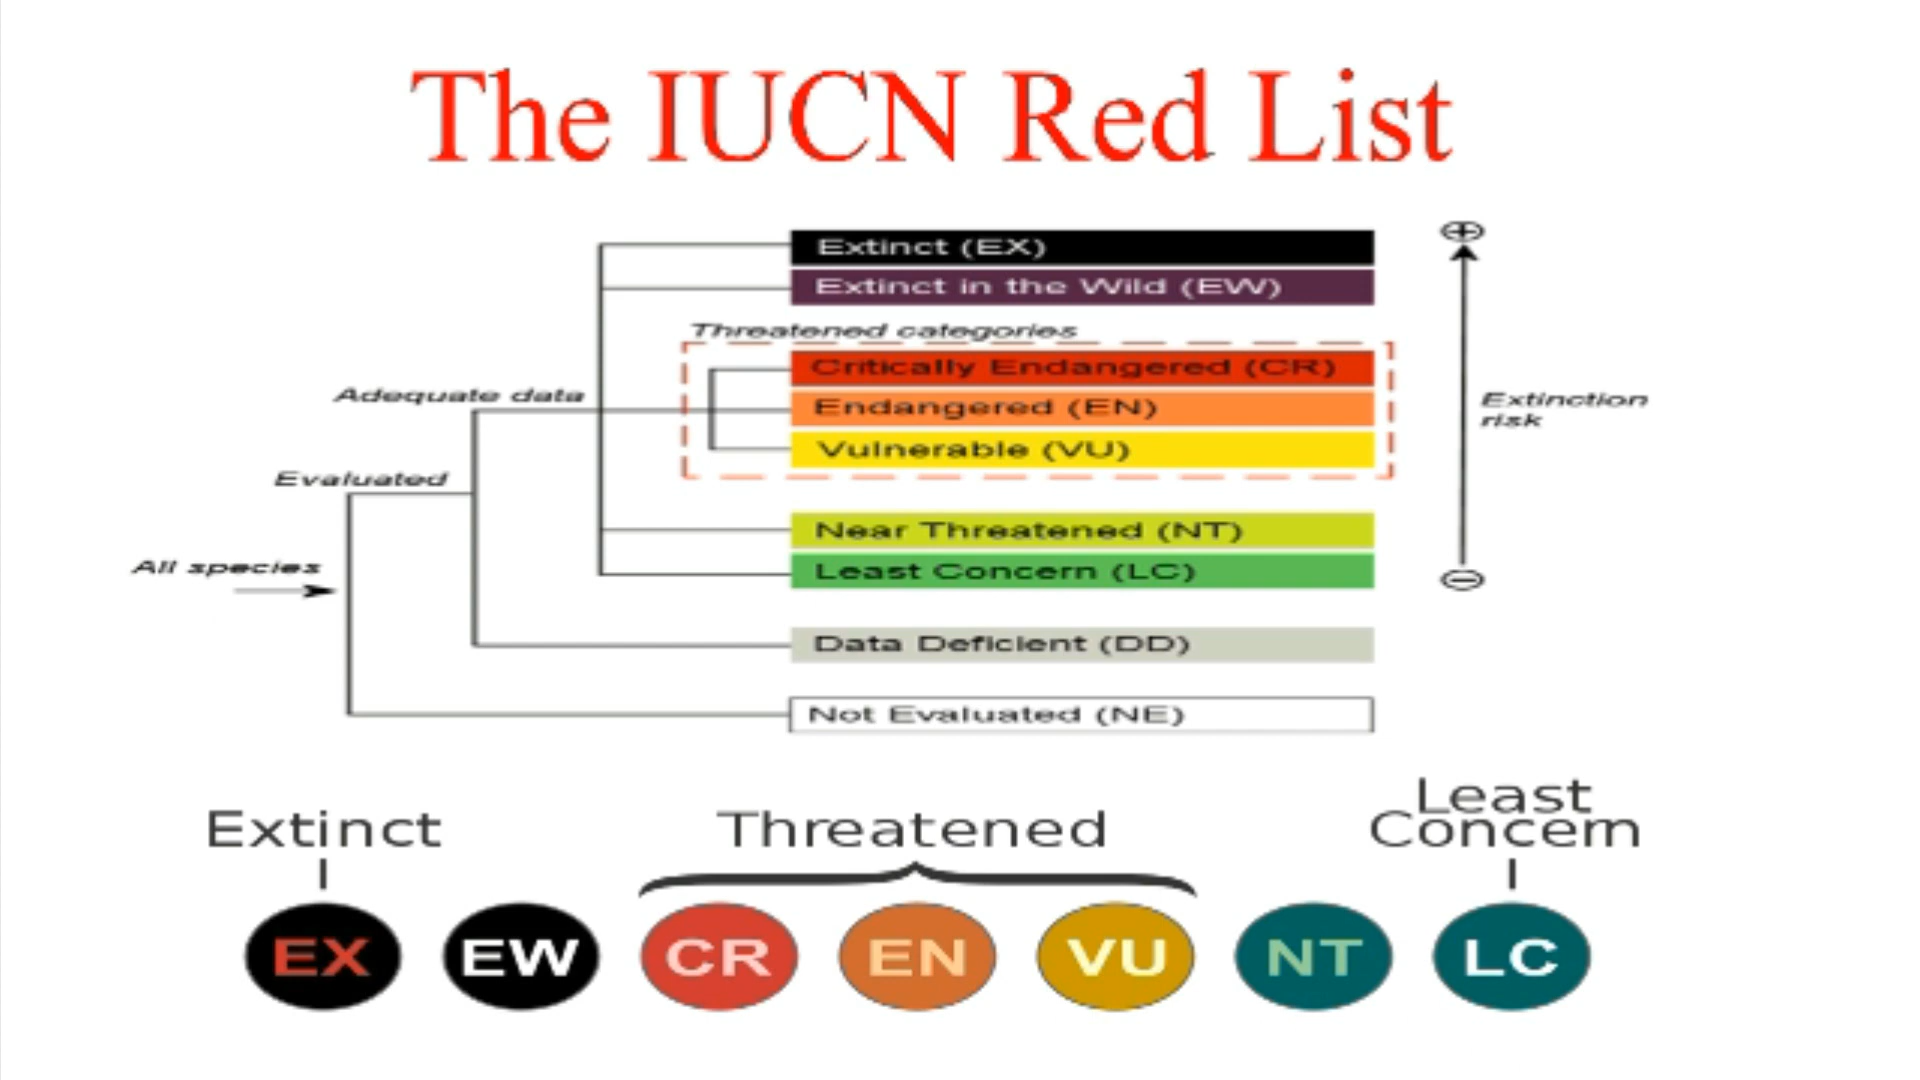 The IUCN Red List
Extinct (EX)
Extinct in the Wild (EW)
Threatened categories
Critically Endangered (CR)
Adequate data
Endangered (EN)
Extinction
risk
Vulnerable (VU)
Evaluated
Near Threatened (NT)
All species
Least Concern (LC)
Data Deficient (DD)
Not Evaluated (NE)
Extinct
Threatened
Least
Concern
EX EW CR EN VU NT LC